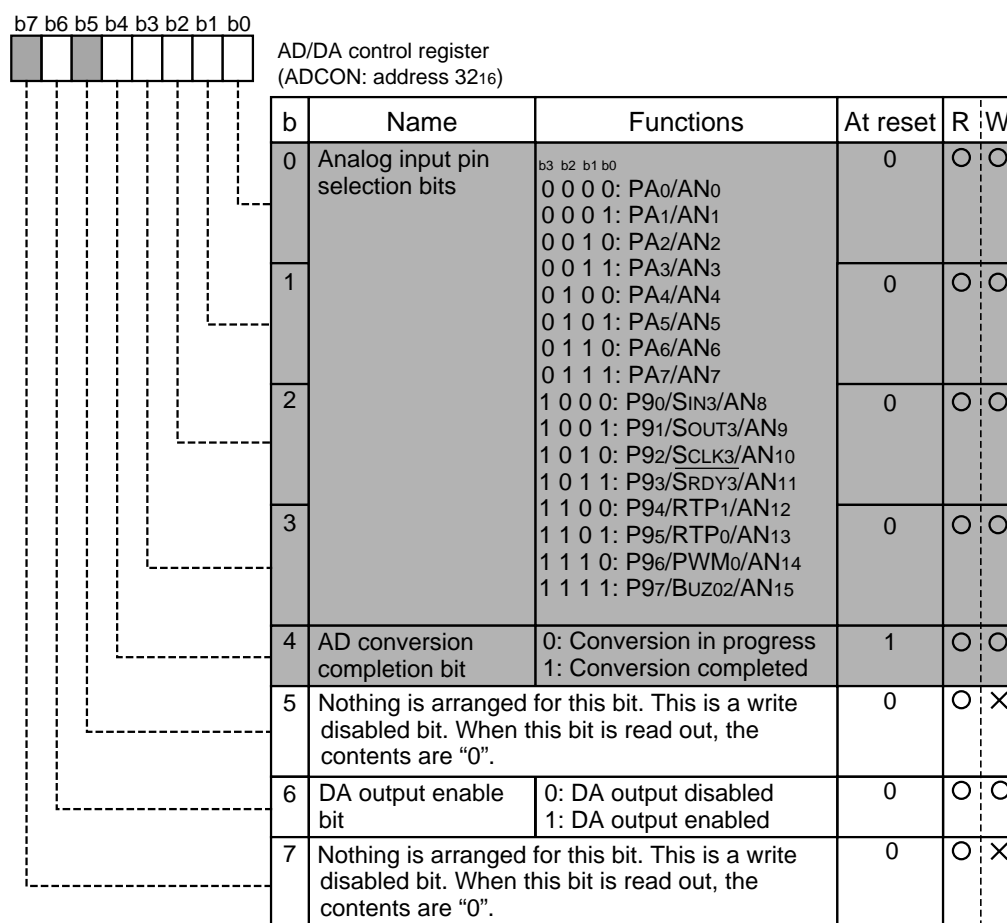 b7 b6 b5 b4 b3 b2 b1 b0
AD/DA control register
(ADCON: address 3216)
b Name Functions At reset R W
0 Analog input pin selection bits 0
b3 b2 b1 b0
0 0 0 0: PA0/AN0
0 0 0 1: PA1/AN1
0 0 1 0: PA2/AN2
0 0 1 1: PA3/AN3
1 0
0 1 0 0: PA4/AN4
0 1 0 1: PA5/AN5
0 1 1 0: PA6/AN6
0 1 1 1: PA7/AN7
2 0
1 0 0 0: P90/SIN3/AN8
1 0 0 1: P91/SOUT3/AN9
1 0 1 0: P92/SCLK3/AN10
1 0 1 1: P93/SRDY3/AN11
1 1 0 0: P94/RTP1/AN12
3 0
1 1 0 1: P95/RTP0/AN13
1 1 1 0: P96/PWM0/AN14
1 1 1 1: P97/BUZ02/AN15
4 AD conversion 0: Conversion in progress 1
completion bit 1: Conversion completed
5 Nothing is arranged for this bit. This is a write 0
disabled bit. When this bit is read out, the
contents are “0”.
6 DA output enable 0: DA output disabled 0
bit 1: DA output enabled
7 Nothing is arranged for this bit. This is a write 0
disabled bit. When this bit is read out, the
contents are “0”.